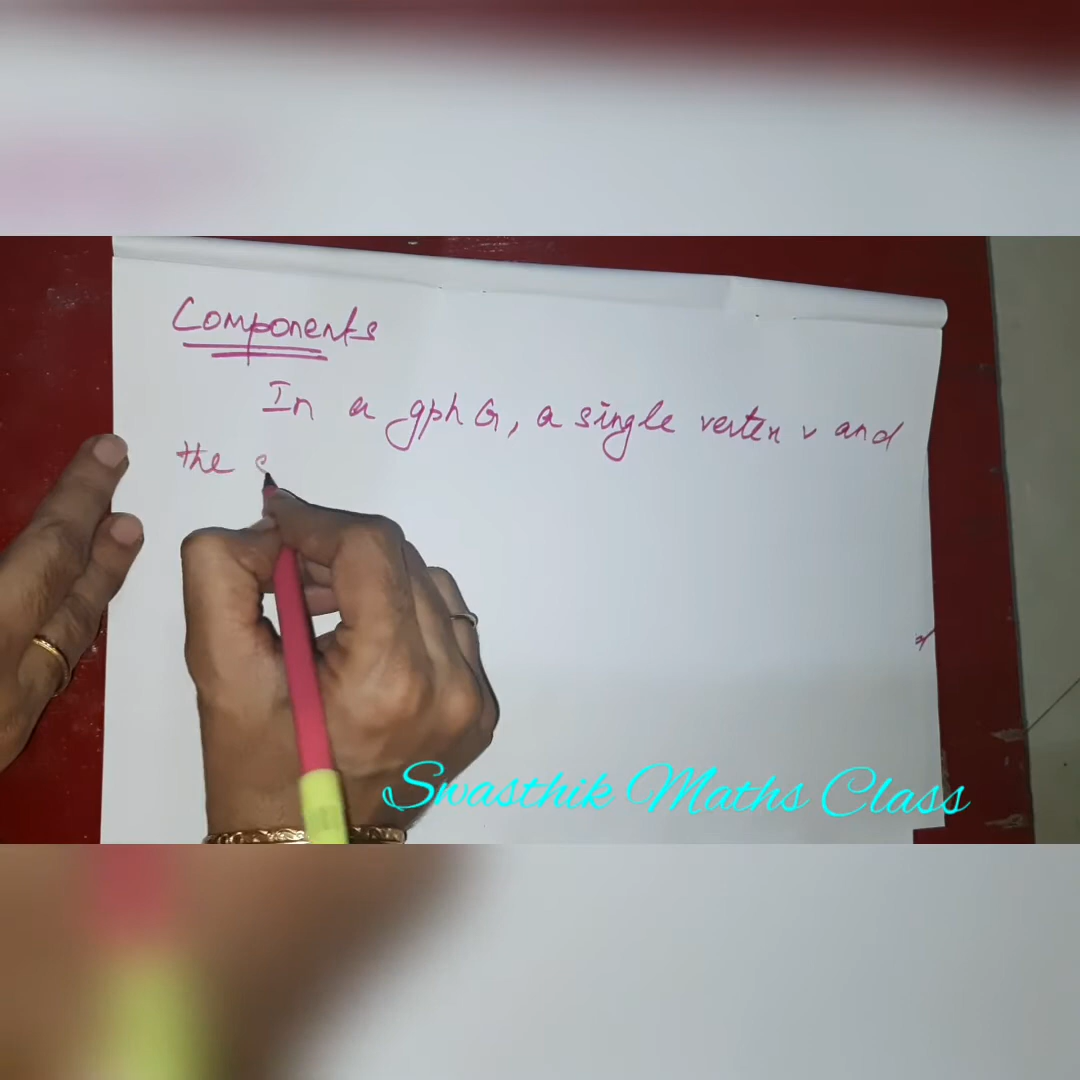 Components
In a gph G, a single vertex v and
the
Swasthik Maths Class